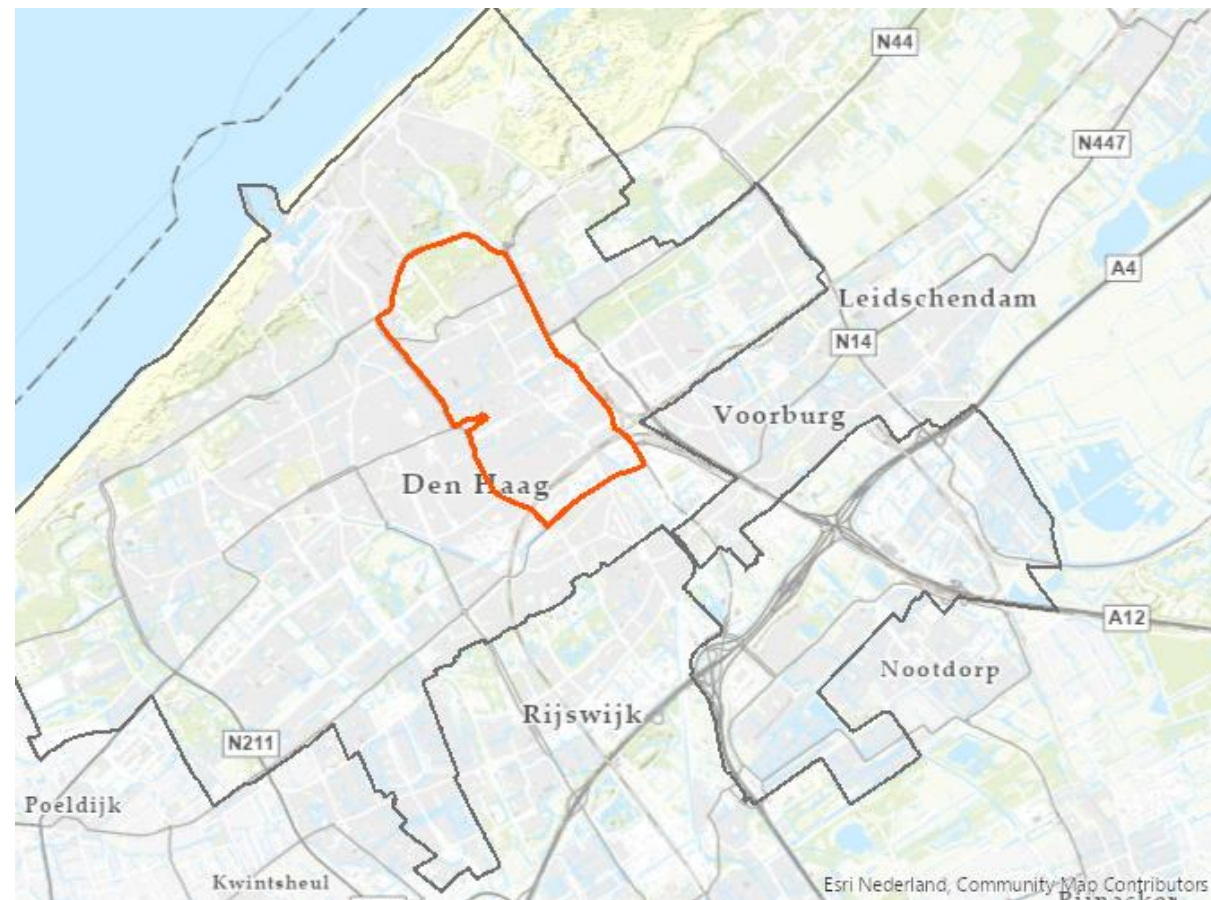 N44
N447
A4
Leidschendam
N14
Voorburg
Den Haag
A12
Nootdorp
Rijswijk
N211
Poeldijk
Kwintsheul
Esri Nederland, Community Map Contributors